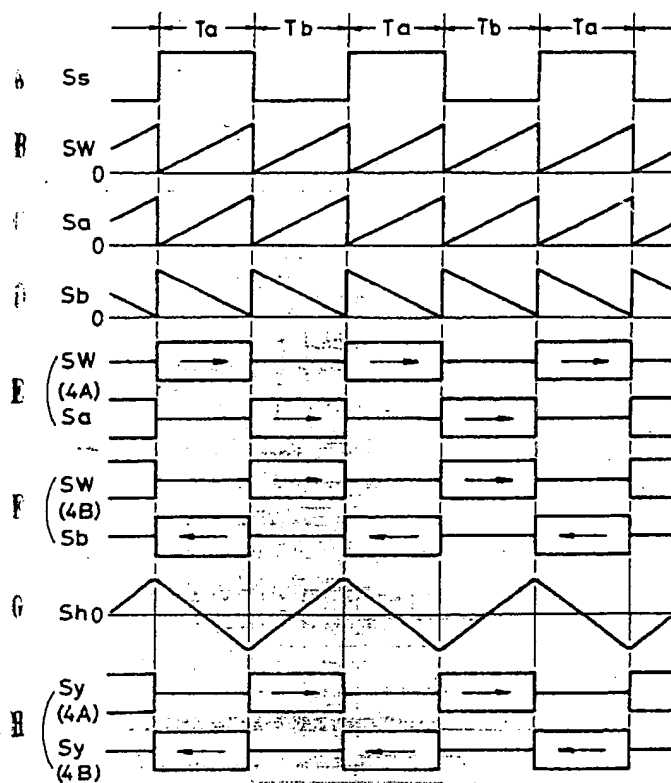 Ta Tb Ta Tb Ta
A Ss
B SW
0
C Sa
0
D Sb
0
E SW
(4A)
Sa
F SW
(4B)
Sb
G Sh0
H Sy
(4A)
Sy
(4B)